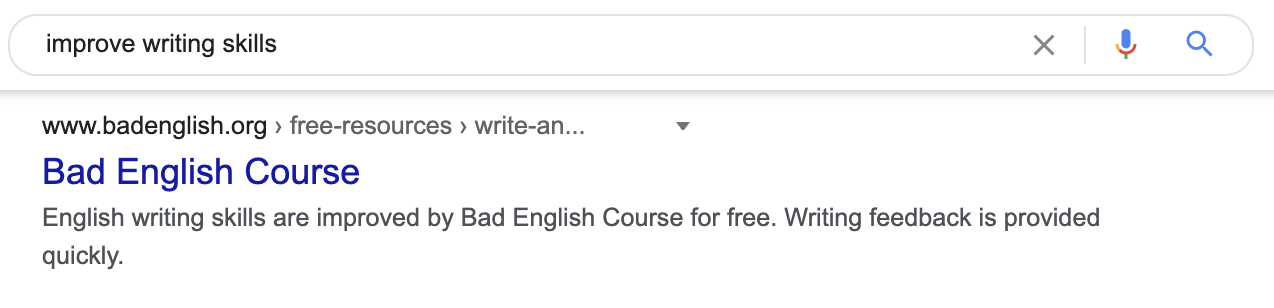 improve writing skills
www.badenglish.org › free-resources › write-an...
Bad English Course
English writing skills are improved by Bad English Course for free. Writing feedback is provided
quickly.